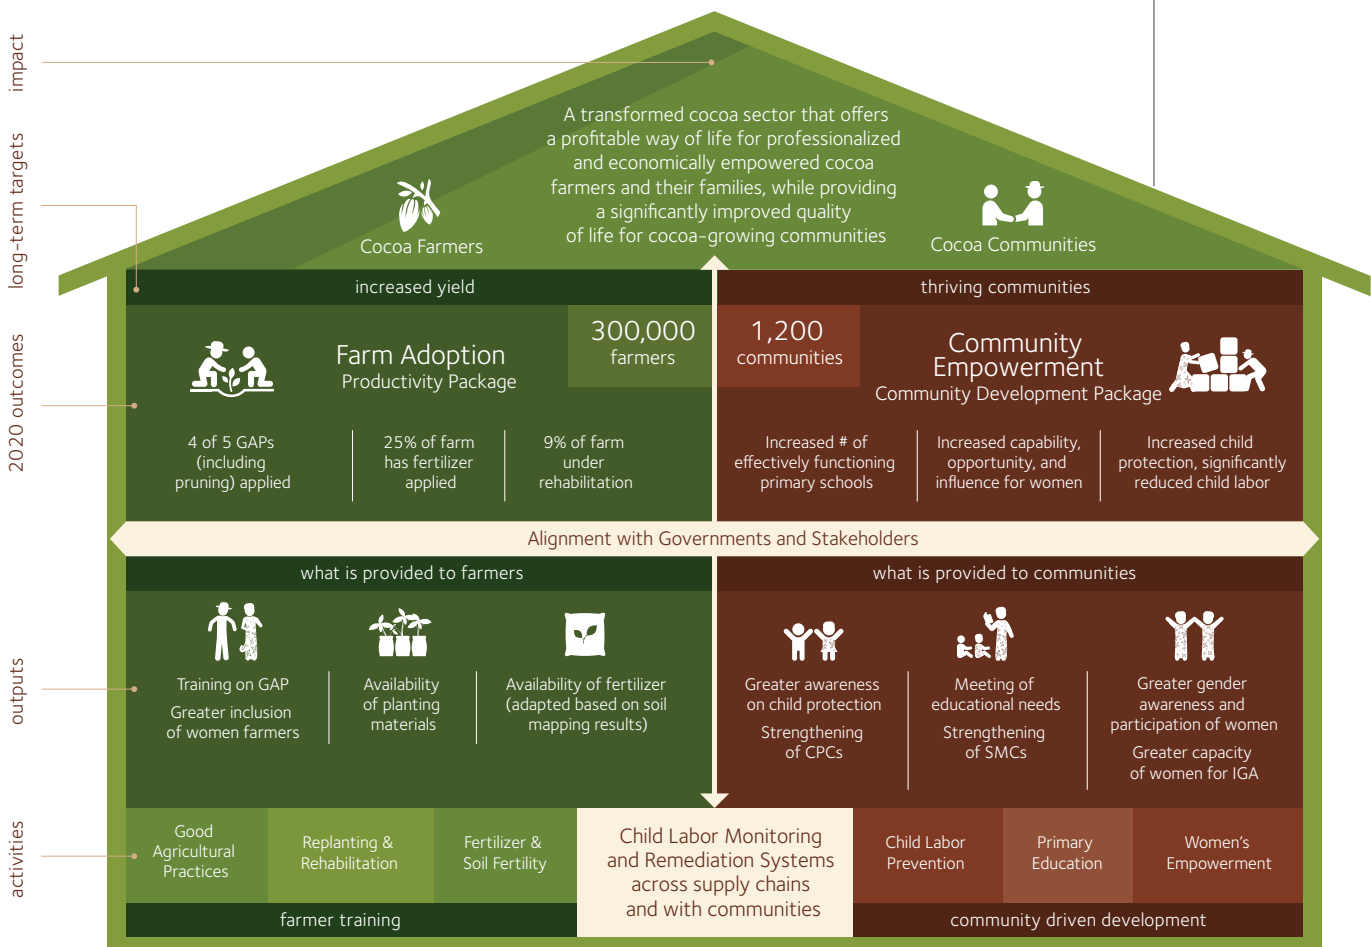 impact
long-term targets
2020 outcomes
outputs
activities
A transformed cocoa sector that offers
a profitable way of life for professionalized
and economically empowered cocoa
farmers and their families, while providing
a significantly improved quality
of life for cocoa-growing communities
Cocoa Farmers
Cocoa Communities
increased yield
thriving communities
Farm Adoption
Productivity Package
300,000
farmers
1,200
communities
Community
Empowerment
Community Development Package
4 of 5 GAPs
(including
pruning) applied
25% of farm
has fertilizer
applied
9% of farm
under
rehabilitation
Increased # of
effectively functioning
primary schools
Increased capability,
opportunity, and
influence for women
Increased child
protection, significantly
reduced child labor
Alignment with Governments and Stakeholders
what is provided to farmers
what is provided to communities
Training on GAP
Greater inclusion
of women farmers
Availability
of planting
materials
Availability of fertilizer
(adapted based on soil
mapping results)
Greater awareness
on child protection
Strengthening
of CPCs
Meeting of
educational needs
Strengthening
of SMCs
Greater gender
awareness and
participation of women
Greater capacity
of women for IGA
Good
Agricultural
Practices
Replanting &
Rehabilitation
Fertilizer &
Soil Fertility
Child Labor Monitoring
and Remediation Systems
across supply chains
and with communities
Child Labor
Prevention
Primary
Education
Women's
Empowerment
farmer training
community driven development